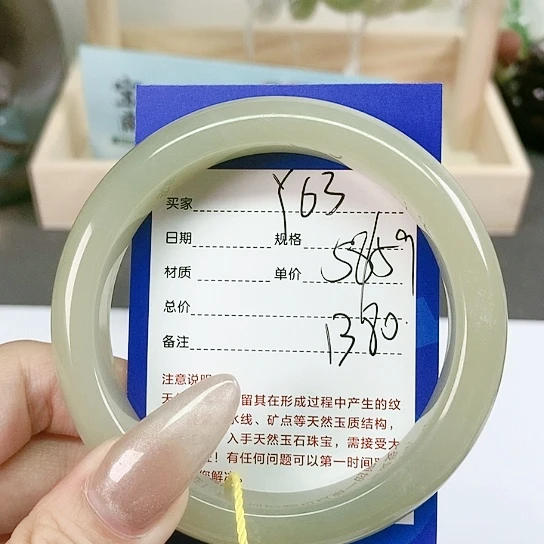 买家 Y63
日期 规格
材质 单价 585
总价
备注 1380
注意说明
留其在形成过程中产生的纹
水线、矿点等天然玉质结构，
入手天然玉石珠宝，需接受
！有任何问题可以第一时间
解